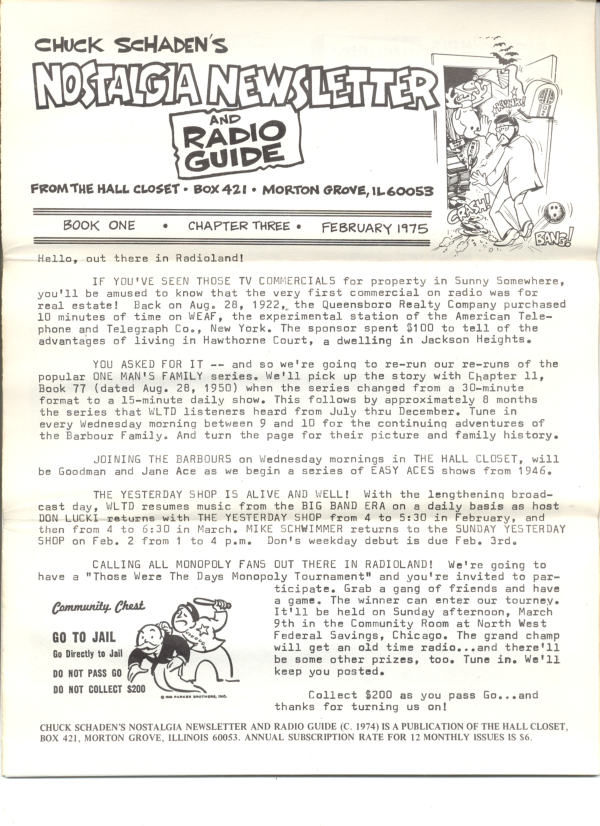 CHUCK SCHADEN'S
NOSTALGIA NEWSLETTER
AND
RADIO
GUIDE
FROM THE HALL CLOSET • BOX 421 • MORTON GROVE, IL 60053
KRUNK!
CRASH!
BANG!
BOOK ONE • CHAPTER THREE • FEBRUARY 1975
Hello, out there in Radioland!
IF YOU'VE SEEN THOSE TV COMMERCIALS for property in Sunny Somewhere,
you'll be amused to know that the very first commercial on radio was for
real estate! Back on Aug. 28, 1922, the Queensboro Realty Company purchased
10 minutes of time on WEAF, the experimental station of the American Tele-
phone and Telegraph Co., New York. The sponsor spent $100 to tell of the
advantages of living in Hawthorne Court, a dwelling in Jackson Heights.
YOU ASKED FOR IT -- and so we're going to re-run our re-runs of the
popular ONE MAN'S FAMILY series. We'll pick up the story with Chapter 11,
Book 77 (dated Aug. 28, 1950) when the series changed from a 30-minute
format to a 15-minute daily show. This follows by approximately 8 months
the series that WLTD listeners heard from July thru December. Tune in
every Wednesday morning between 9 and 10 for the continuing adventures of
the Barbour Family. And turn the page for their picture and family history.
JOINING THE BARBOURS on Wednesday mornings in THE HALL CLOSET, will
be Goodman and Jane Ace as we begin a series of EASY ACES shows from 1946.
THE YESTERDAY SHOP IS ALIVE AND WELL! With the lengthening broad-
cast day, WLTD resumes music from the BIG BAND ERA on a daily basis as host
DON LUCKI returns with THE YESTERDAY SHOP from 4 to 5:30 in February, and
then from 4 to 6:30 in March. MIKE SCHWIMMER returns to the SUNDAY YESTERDAY
SHOP on Feb. 2 from 1 to 4 p.m. Don's weekday debut is due Feb. 3rd.
CALLING ALL MONOPOLY FANS OUT THERE IN RADIOLAND! We're going to
have a "Those Were The Days Monopoly Tournament" and you're invited to par-
ticipate. Grab a gang of friends and have
a game. The winner can enter our tourney.
It'll be held on Sunday afternoon, March
9th in the Community Room at North West
Federal Savings, Chicago. The grand champ
will get an old time radio...and there'll
be some other prizes, too. Tune in. We'll
keep you posted.
Collect $200 as you pass Go...and
thanks for turning us on!
Community Chest
GO TO JAIL
Go Directly to Jail
DO NOT PASS GO
DO NOT COLLECT $200
PARKER BROTHERS, INC.
CHUCK SCHADEN'S NOSTALGIA NEWSLETTER AND RADIO GUIDE (C. 1974) IS A PUBLICATION OF THE HALL CLOSET,
BOX 421, MORTON GROVE, ILLINOIS 60053. ANNUAL SUBSCRIPTION RATE FOR 12 MONTHLY ISSUES IS $6.